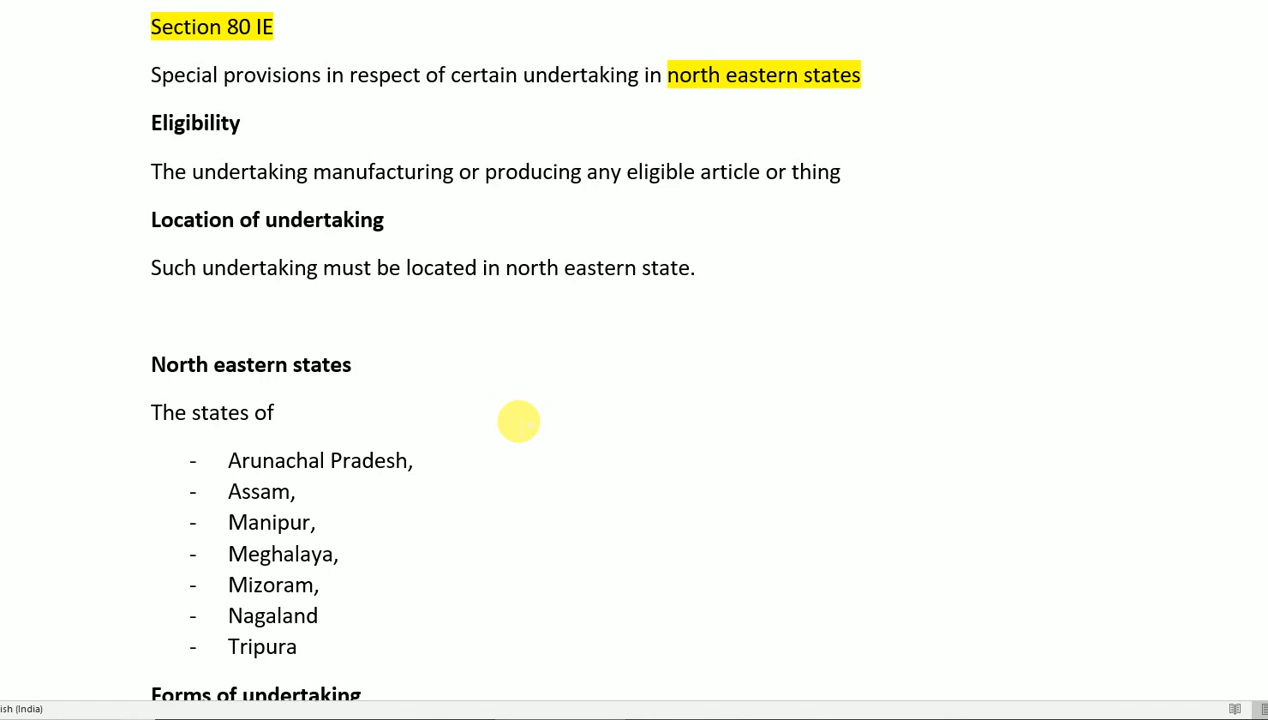 Section 80 IE
Special provisions in respect of certain undertaking in north eastern states
Eligibility
The undertaking manufacturing or producing any eligible article or thing
Location of undertaking
Such undertaking must be located in north eastern state.
North eastern states
The states of
- Arunachal Pradesh,
- Assam,
- Manipur,
- Meghalaya,
- Mizoram,
- Nagaland
- Tripura
Forms of undertaking
ish (India)